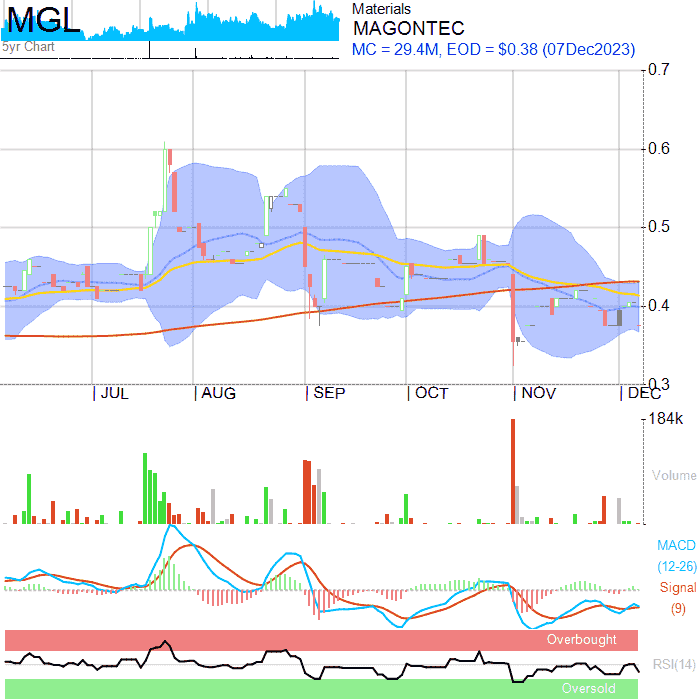 MGL
5yr Chart
Materials
MAGONTEC
MC = 29.4M, EOD = $0.38 (07Dec2023)
0.7
0.6
0.5
0.4
0.3
JUL AUG SEP OCT NOV DEC
184k
Volume
MACD
(12-26)
Signal
(9)
Overbought
RSI(14)
Oversold